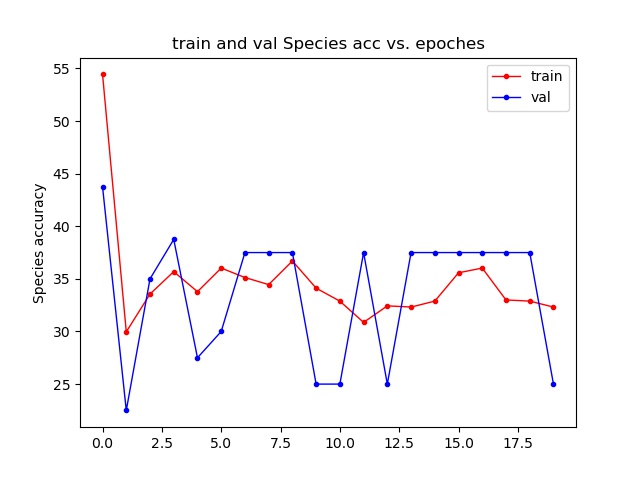 train and val Species acc vs. epoches
train
val
Species accuracy
55
50
45
40
35
30
25
0.0 2.5 5.0 7.5 10.0 12.5 15.0 17.5